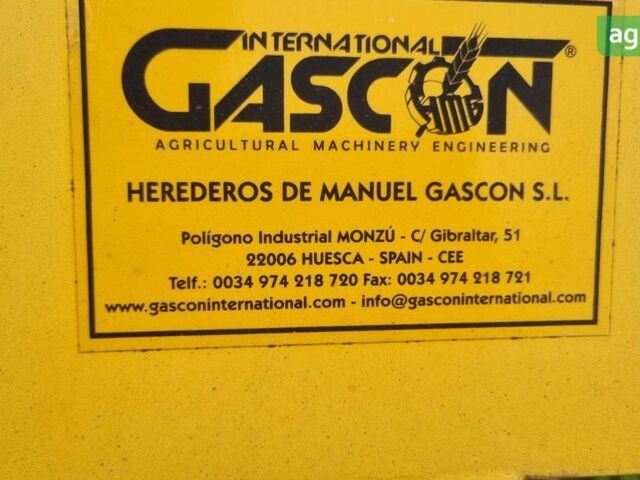 ag
INTERNATIONAL
GASCON®
AGRICULTURAL MACHINERY ENGINEERING
HEREDEROS DE MANUEL GASCON S.L.
Polígono Industrial MONZÚ - C/ Gibraltar, 51
22006 HUESCA - SPAIN - CEE
Telf.: 0034 974 218 720 Fax: 0034 974 218 721
www.gasconinternational.com - info@gasconinternational.com